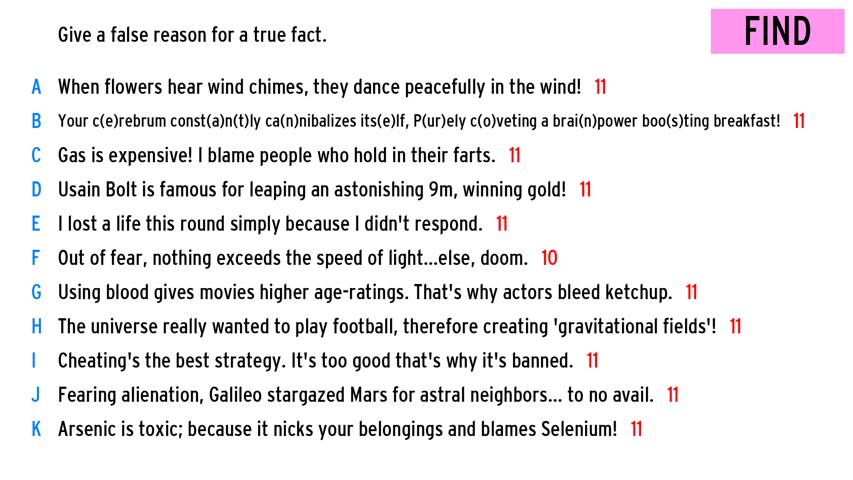 Give a false reason for a true fact.
FIND
A When flowers hear wind chimes, they dance peacefully in the wind! 11
B Your c(e)rebrum const(a)n(t)ly ca(n)nibalizes its(e)lf, P(ur)ely c(o)veting a brai(n)power boo(s)ting breakfast! 11
C Gas is expensive! I blame people who hold in their farts. 11
D Usain Bolt is famous for leaping an astonishing 9m, winning gold! 11
E I lost a life this round simply because I didn't respond. 11
F Out of fear, nothing exceeds the speed of light...else, doom. 10
G Using blood gives movies higher age-ratings. That's why actors bleed ketchup. 11
H The universe really wanted to play football, therefore creating 'gravitational fields'! 11
I Cheating's the best strategy. It's too good that's why it's banned. 11
J Fearing alienation, Galileo stargazed Mars for astral neighbors... to no avail. 11
K Arsenic is toxic; because it nicks your belongings and blames Selenium! 11